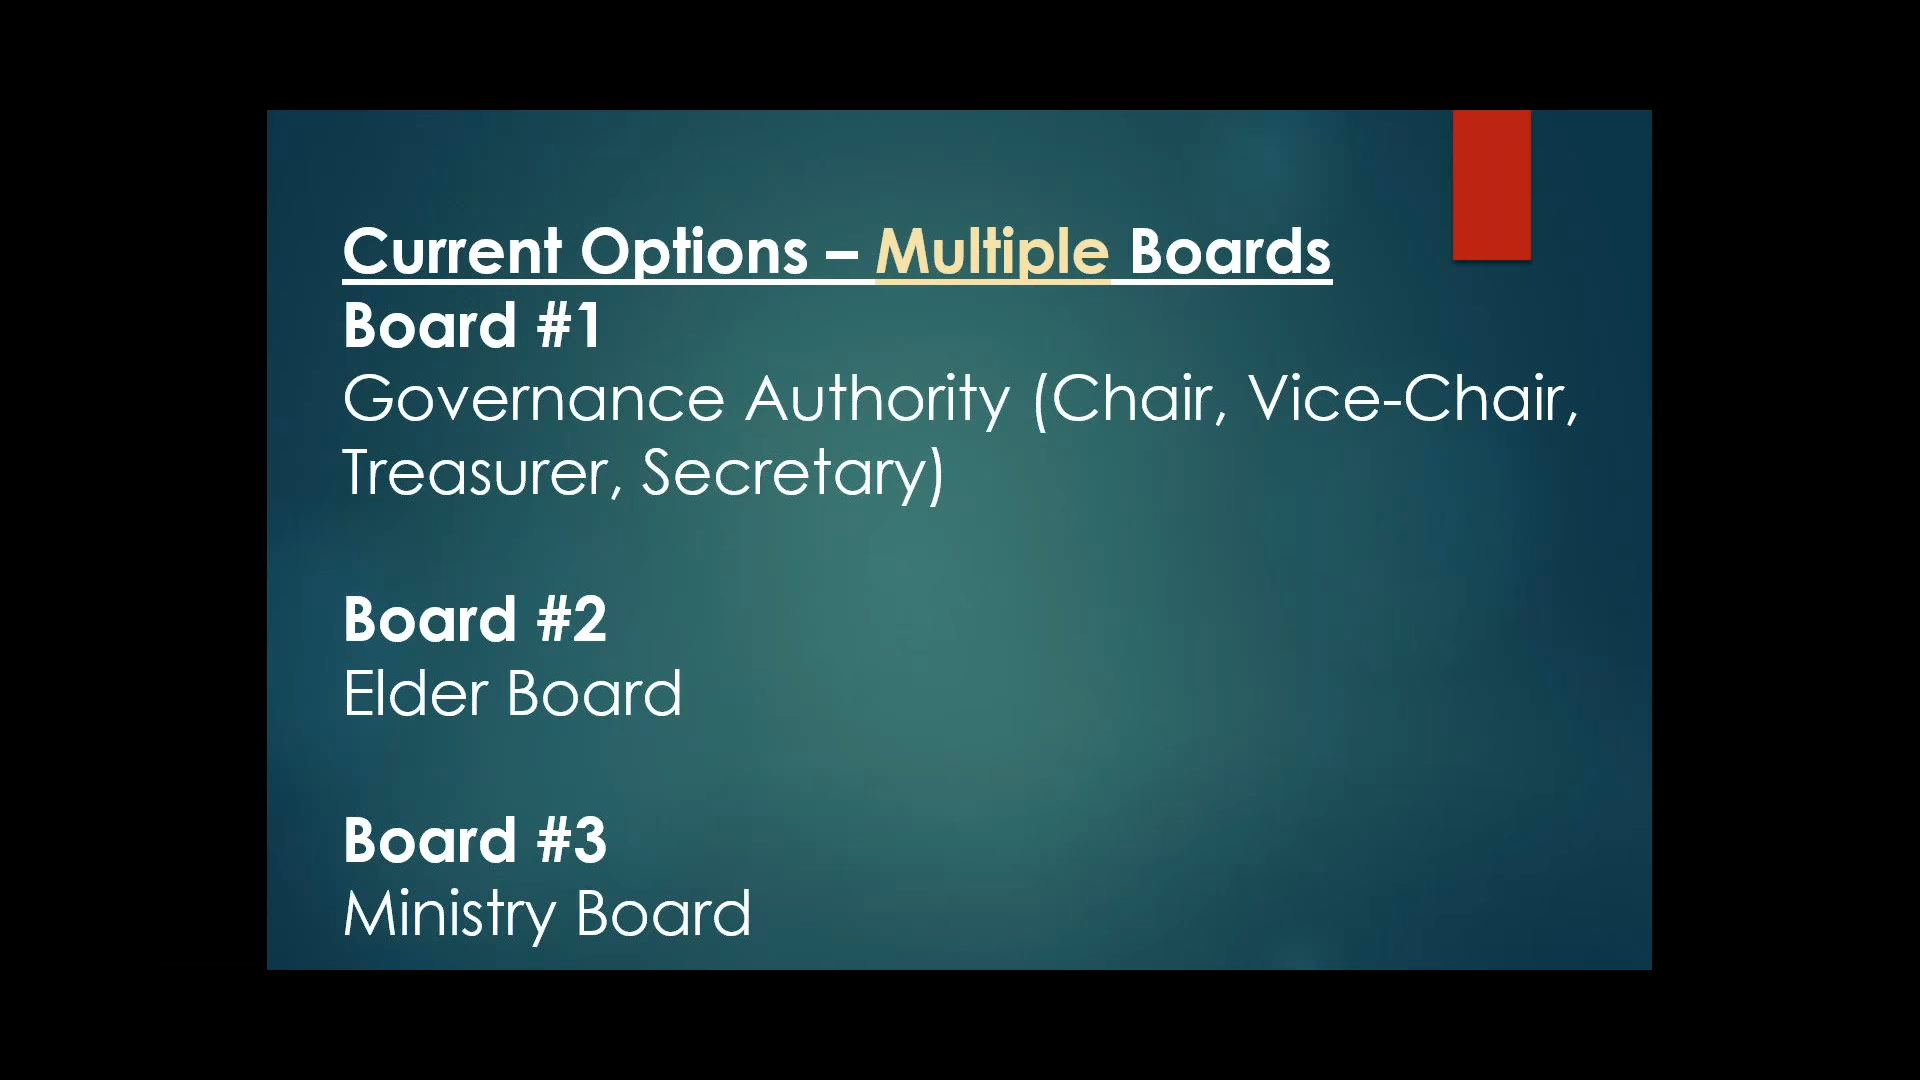 Current Options – Multiple Boards
Board #1
Governance Authority (Chair, Vice-Chair,
Treasurer, Secretary)
Board #2
Elder Board
Board #3
Ministry Board